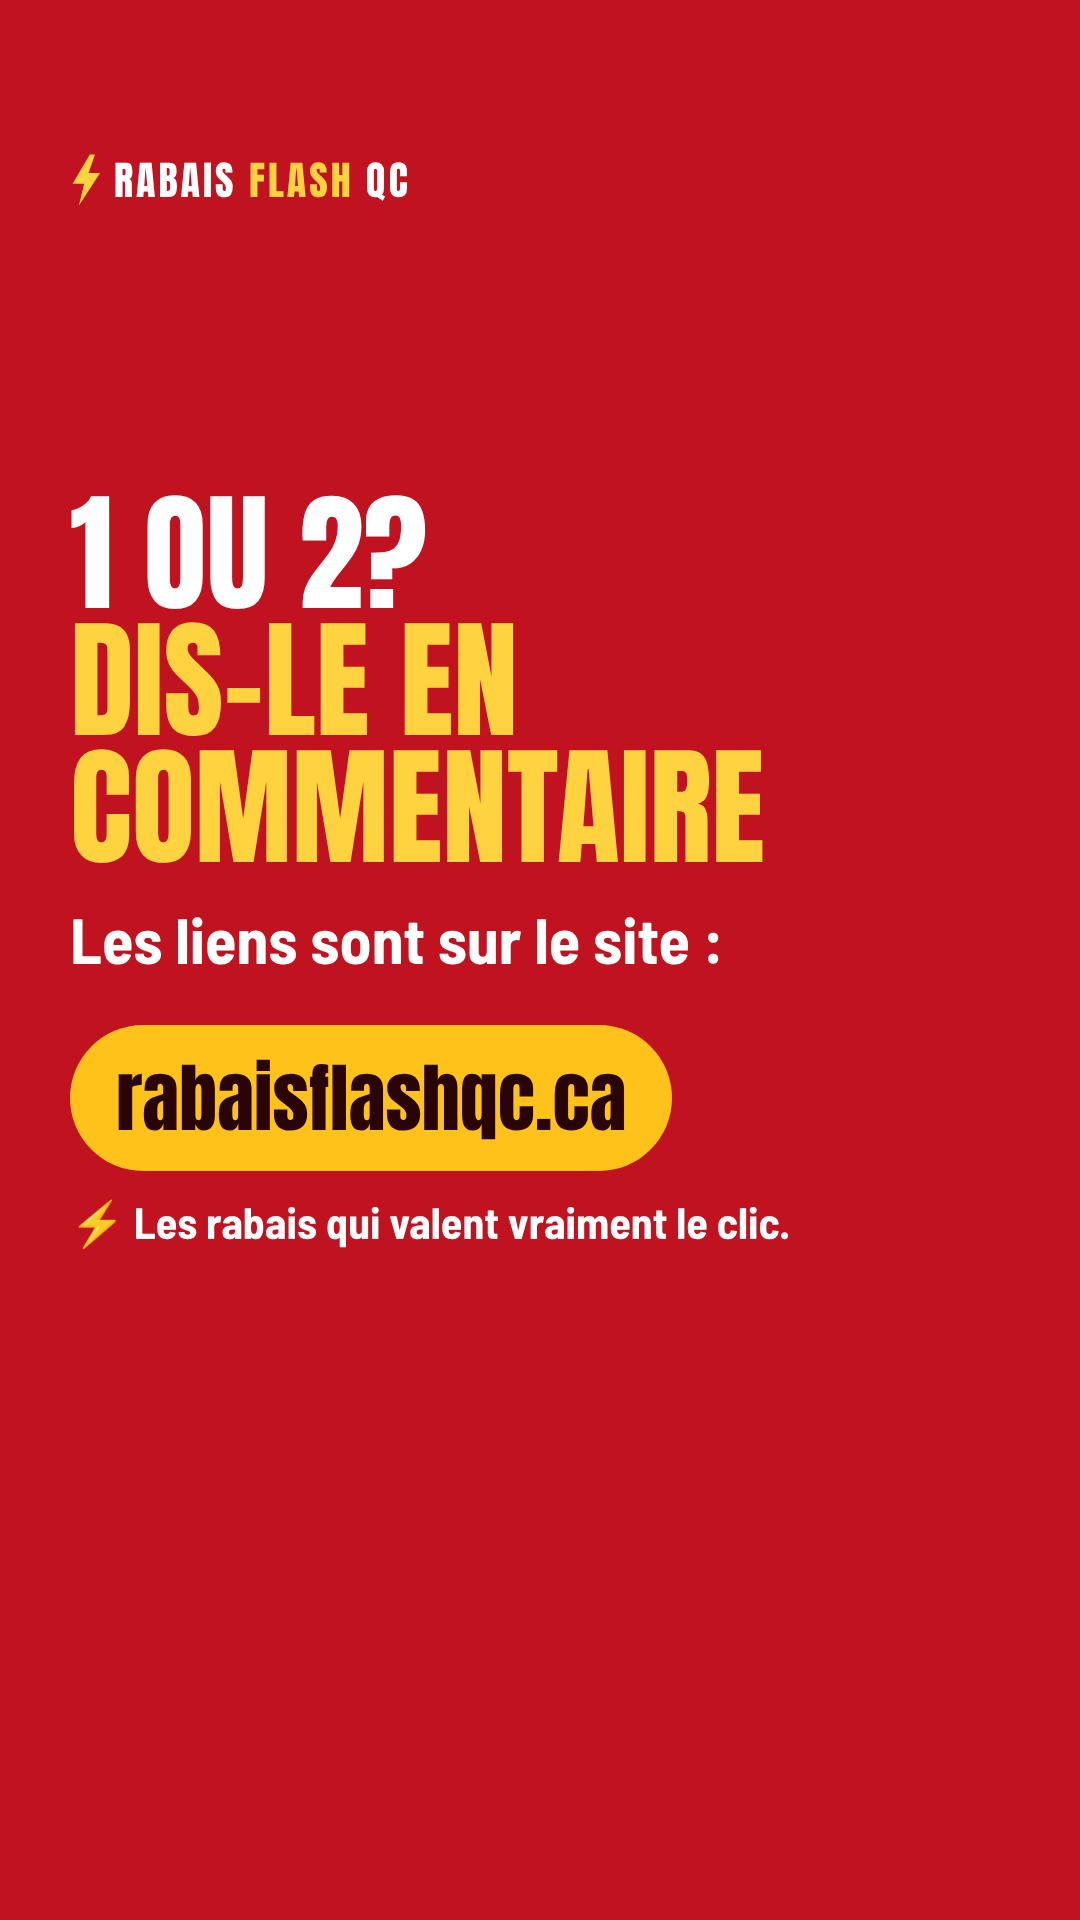 RABAIS FLASH QC
1 OU 2?
DIS-LE EN
COMMENTAIRE
Les liens sont sur le site :
rabaisflashqc.ca
⚡ Les rabais qui valent vraiment le clic.